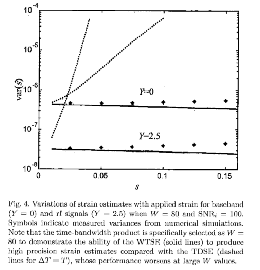 10⁻⁴
10⁻⁵
10⁻⁶
10⁻⁷
10⁻⁸
var(ŝ)
Y=0
Y=2.5
0 0.05 0.1 0.15
s
Fig. 4. Variations of strain estimates with applied strain for baseband
(Y = 0) and rf signals (Y = 2.5) when W = 80 and SNRₑ = 100.
Symbols indicate measured variances from numerical simulations.
Note that the time-bandwidth product is specifically selected as W =
80 to demonstrate the ability of the WTSE (solid lines) to produce
high precision strain estimates compared with the TDSE (dashed
lines for ΔT = T), whose performance worsens at large W values.